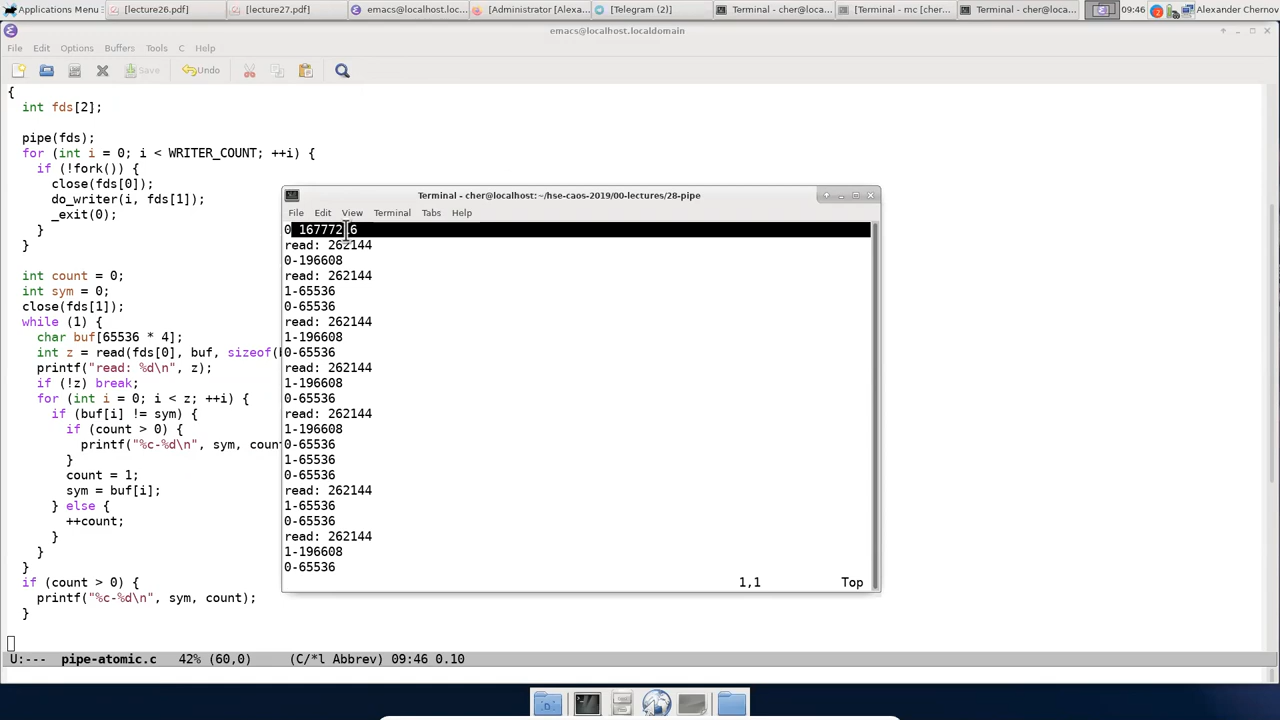 Applications Menu
[lecture26.pdf]
[lecture27.pdf]
emacs@localhost.locl...
[Administrator [Alexa...
[Telegram (2)]
Terminal - cher@loca...
[Terminal - mc [cher...
Terminal - cher@loca...
09:46
Alexander Chernov
emacs@localhost.localdomain
File Edit Options Buffers Tools C Help
Save Undo
{
int fds[2];
pipe(fds);
for (int i = 0; i < WRITER_COUNT; ++i) {
if (!fork()) {
close(fds[0]);
do_writer(i, fds[1]);
_exit(0);
}
}
int count = 0;
int sym = 0;
close(fds[1]);
while (1) {
char buf[65536 * 4];
int z = read(fds[0], buf, sizeof(
printf("read: %d\n", z);
if (!z) break;
for (int i = 0; i < z; ++i) {
if (buf[i] != sym) {
if (count > 0) {
printf("%c-%d\n", sym, coun
}
count = 1;
sym = buf[i];
} else {
++count;
}
}
}
if (count > 0) {
printf("%c-%d\n", sym, count);
}
U:--- pipe-atomic.c 42% (60,0) (C/*l Abbrev) 09:46 0.10
Terminal - cher@localhost:~/hse-caos-2019/00-lectures/28-pipe
File Edit View Terminal Tabs Help
0 16777216
read: 262144
0-196608
read: 262144
1-65536
0-65536
read: 262144
1-196608
0-65536
read: 262144
1-196608
0-65536
read: 262144
1-196608
0-65536
1-65536
0-65536
read: 262144
1-65536
0-65536
read: 262144
1-196608
0-65536
1,1 Top